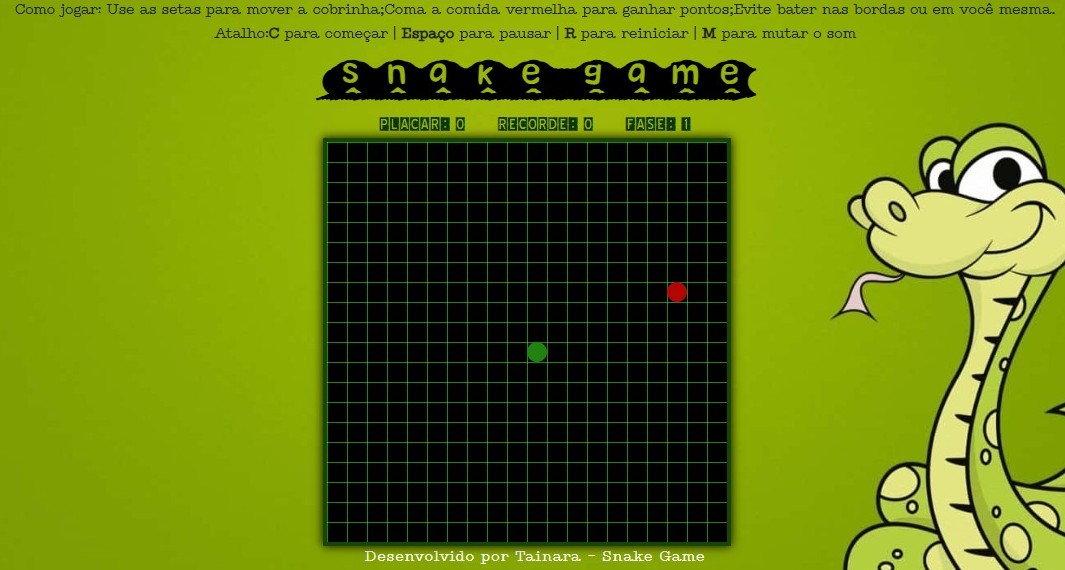 Como jogar: Use as setas para mover a cobrinha;Coma a comida vermelha para ganhar pontos;Evite bater nas bordas ou em você mesma.
Atalho:C para começar | Espaço para pausar | R para reiniciar | M para mutar o som
snake game
PLACAR: 0 RECORDE: 0 FASE: 1
Desenvolvido por Tainara - Snake Game